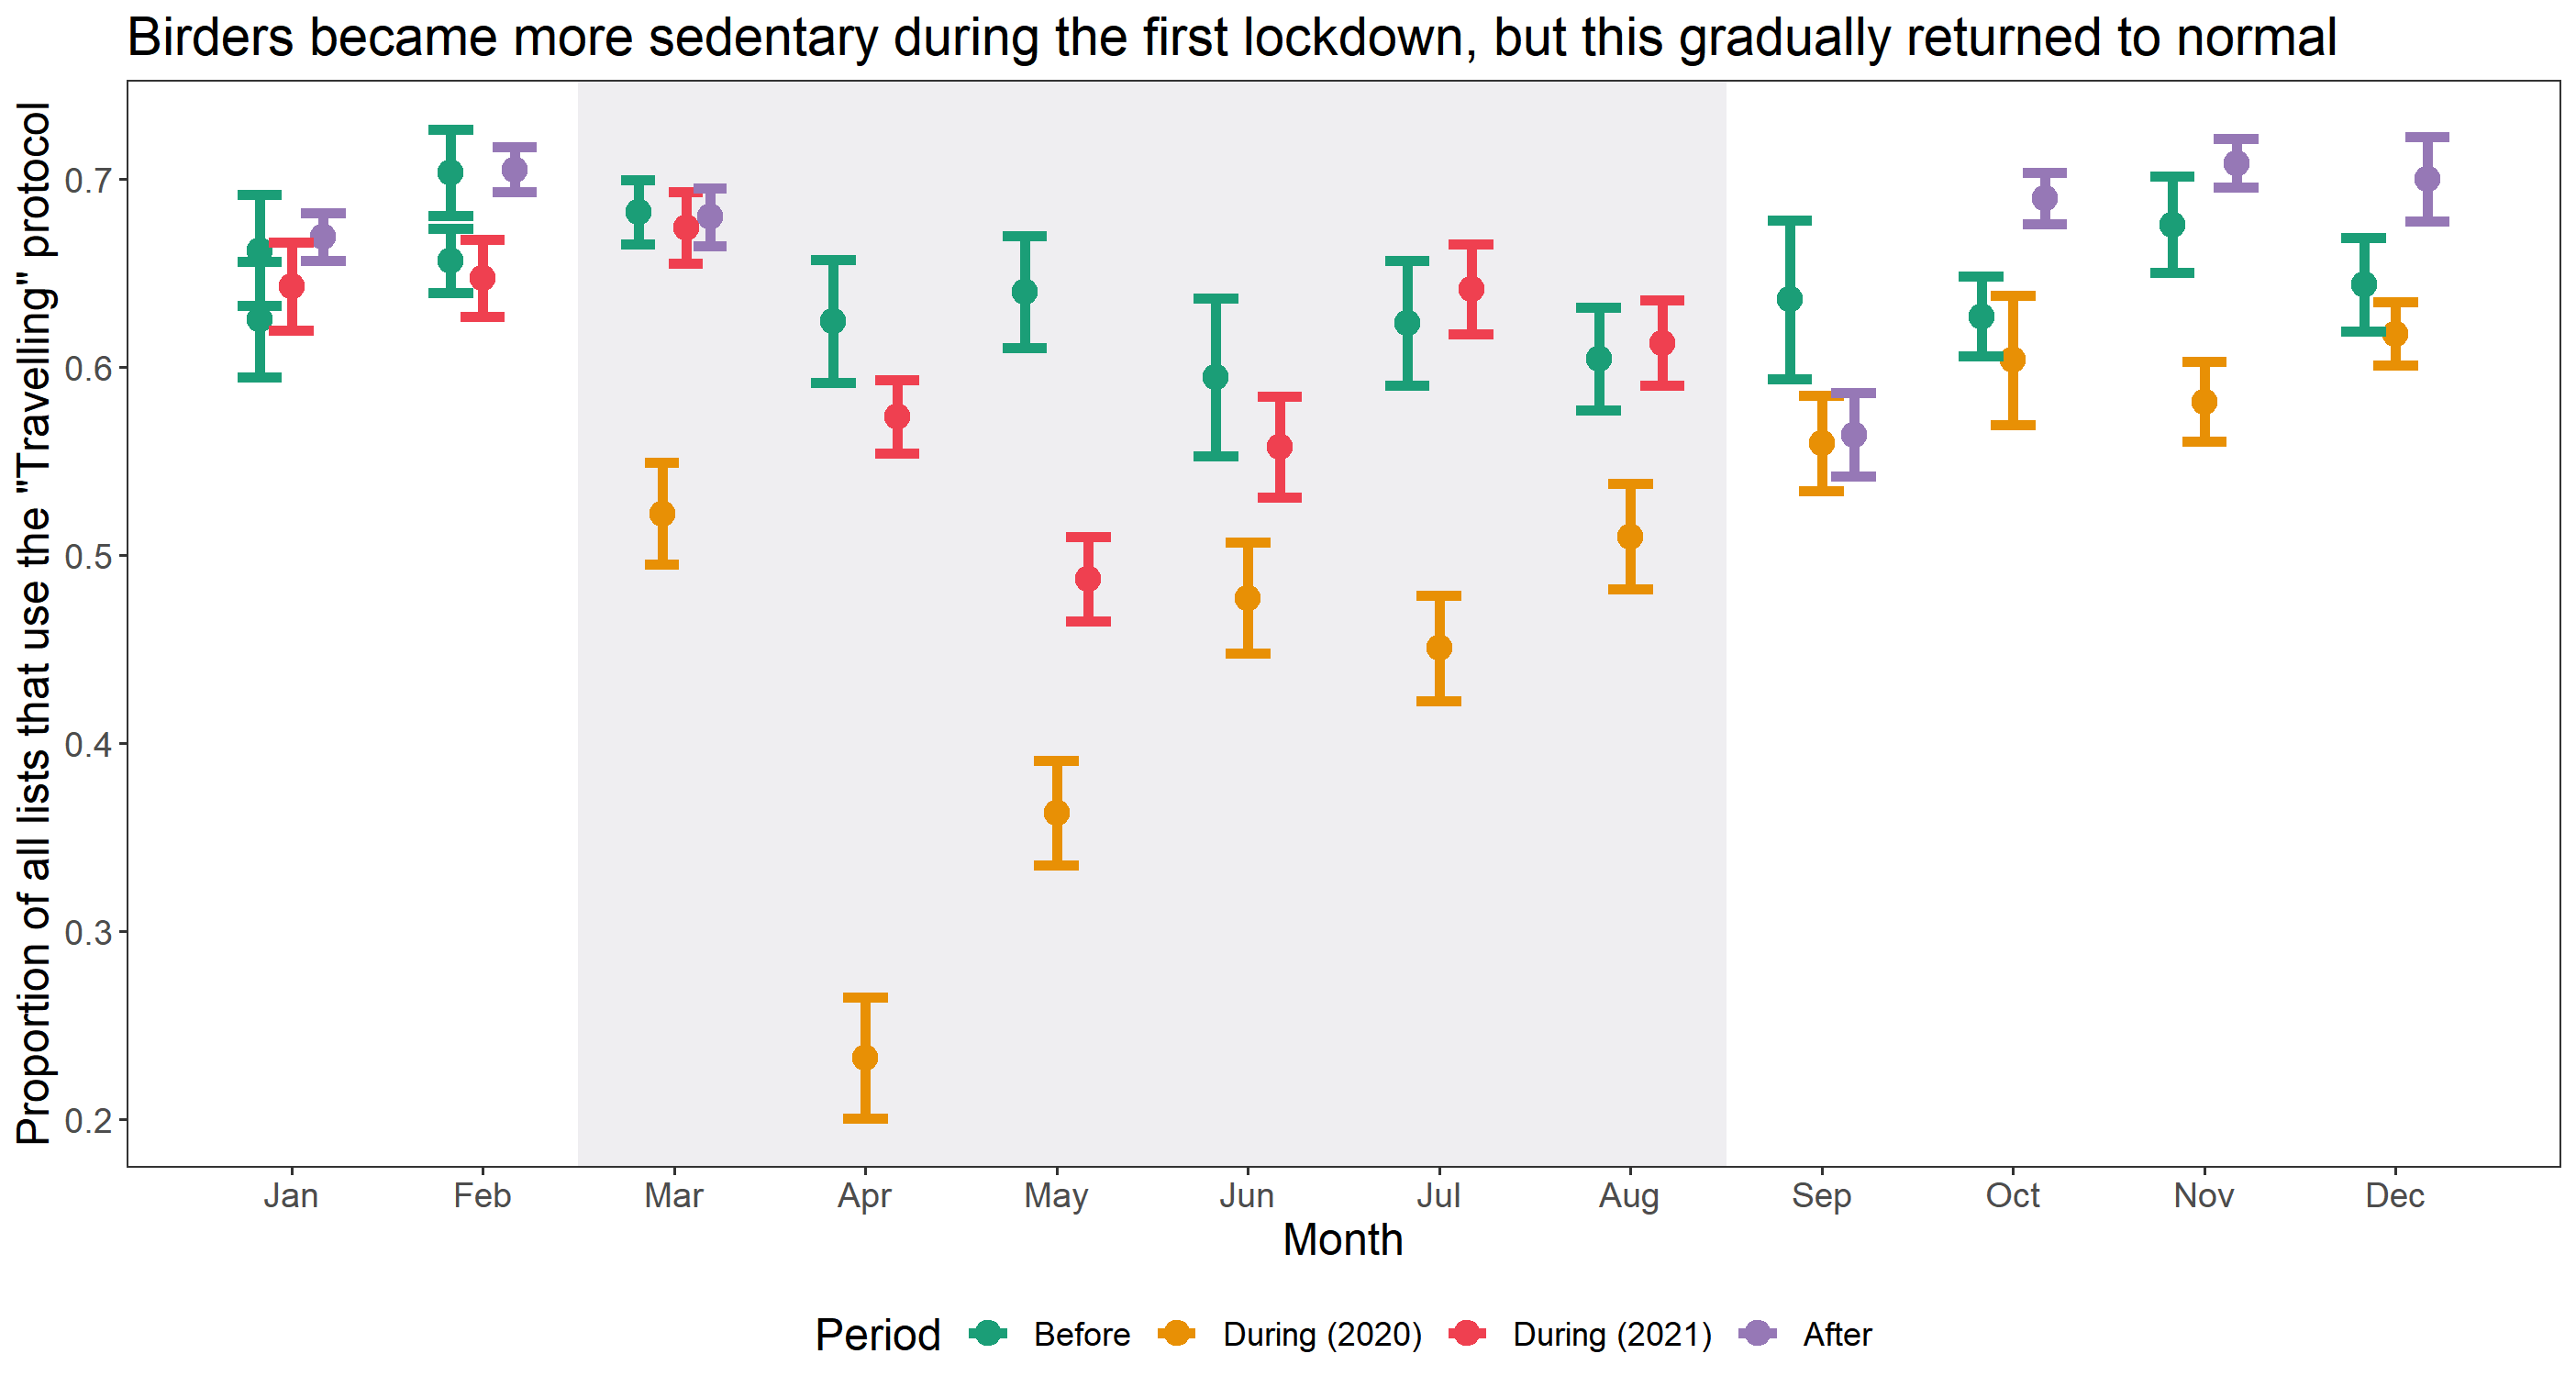 Birders became more sedentary during the first lockdown, but this gradually returned to normal
Proportion of all lists that use the "Travelling" protocol
0.7
0.6
0.5
0.4
0.3
0.2
Jan Feb Mar Apr May Jun Jul Aug Sep Oct Nov Dec
Month
Period Before During (2020) During (2021) After